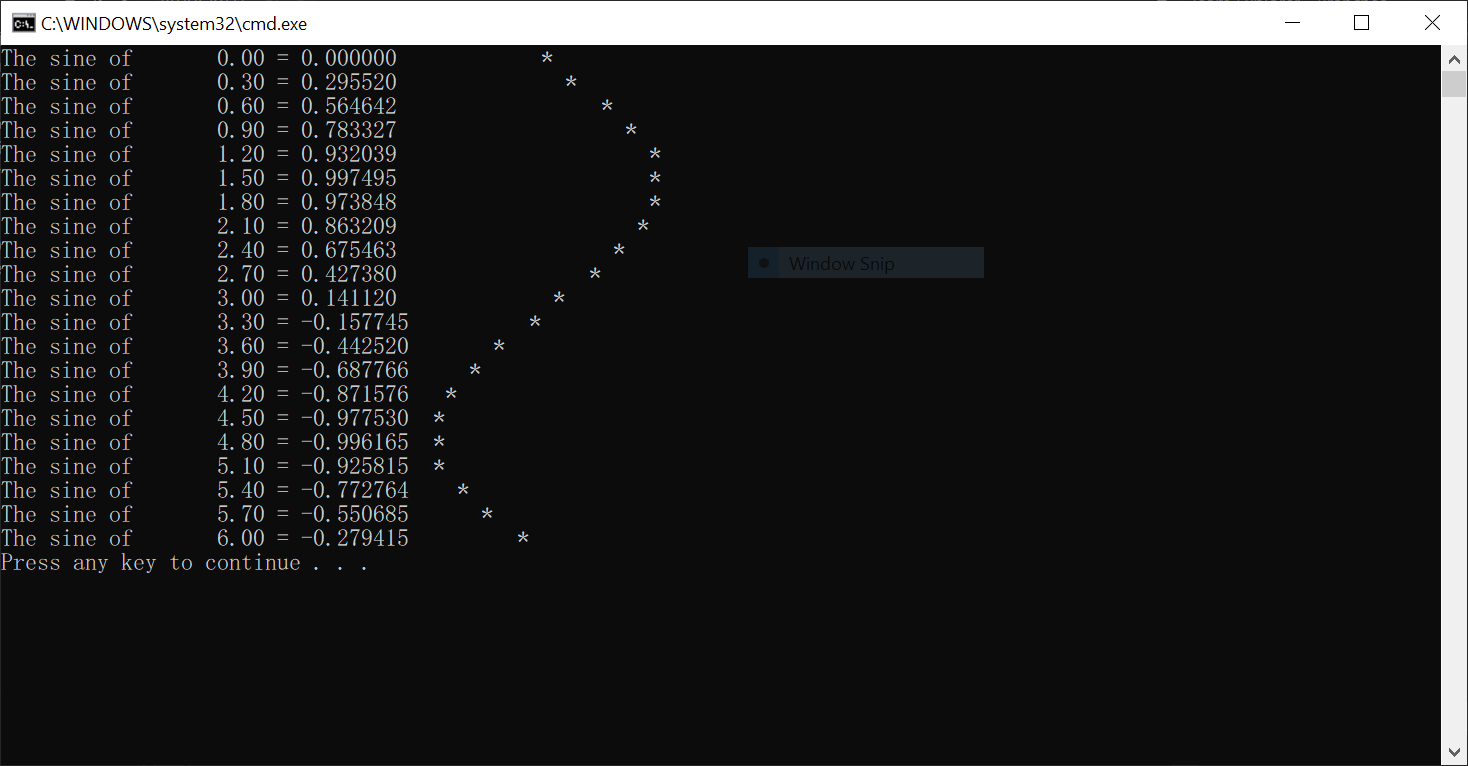 C:\WINDOWS\system32\cmd.exe
The sine of       0.00 = 0.000000            *
The sine of       0.30 = 0.295520              *
The sine of       0.60 = 0.564642                 *
The sine of       0.90 = 0.783327                   *
The sine of       1.20 = 0.932039                     *
The sine of       1.50 = 0.997495                     *
The sine of       1.80 = 0.973848                     *
The sine of       2.10 = 0.863209                    *
The sine of       2.40 = 0.675463                  *
Window Snip
The sine of       2.70 = 0.427380                *
The sine of       3.00 = 0.141120             *
The sine of       3.30 = -0.157745          *
The sine of       3.60 = -0.442520       *
The sine of       3.90 = -0.687766     *
The sine of       4.20 = -0.871576   *
The sine of       4.50 = -0.977530  *
The sine of       4.80 = -0.996165  *
The sine of       5.10 = -0.925815  *
The sine of       5.40 = -0.772764    *
The sine of       5.70 = -0.550685      *
The sine of       6.00 = -0.279415         *
Press any key to continue . . .